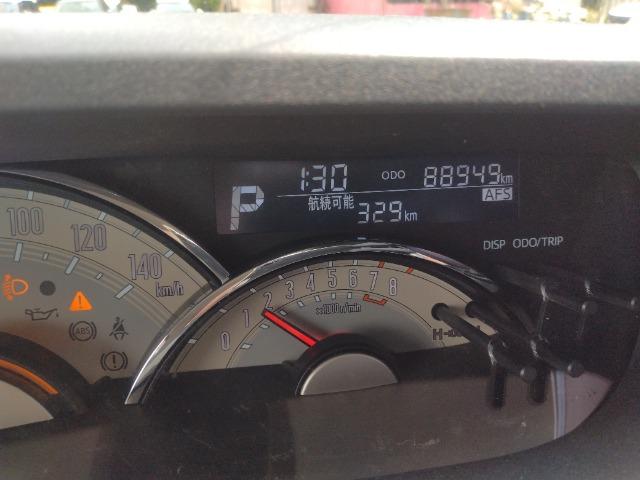 1:30 ODO 88949km
P
AFS
航続可能 329km
DISP ODO/TRIP
100 120 140
km/h
0 1 2 3 4 5 6 7 8
×1000r/min
ABS